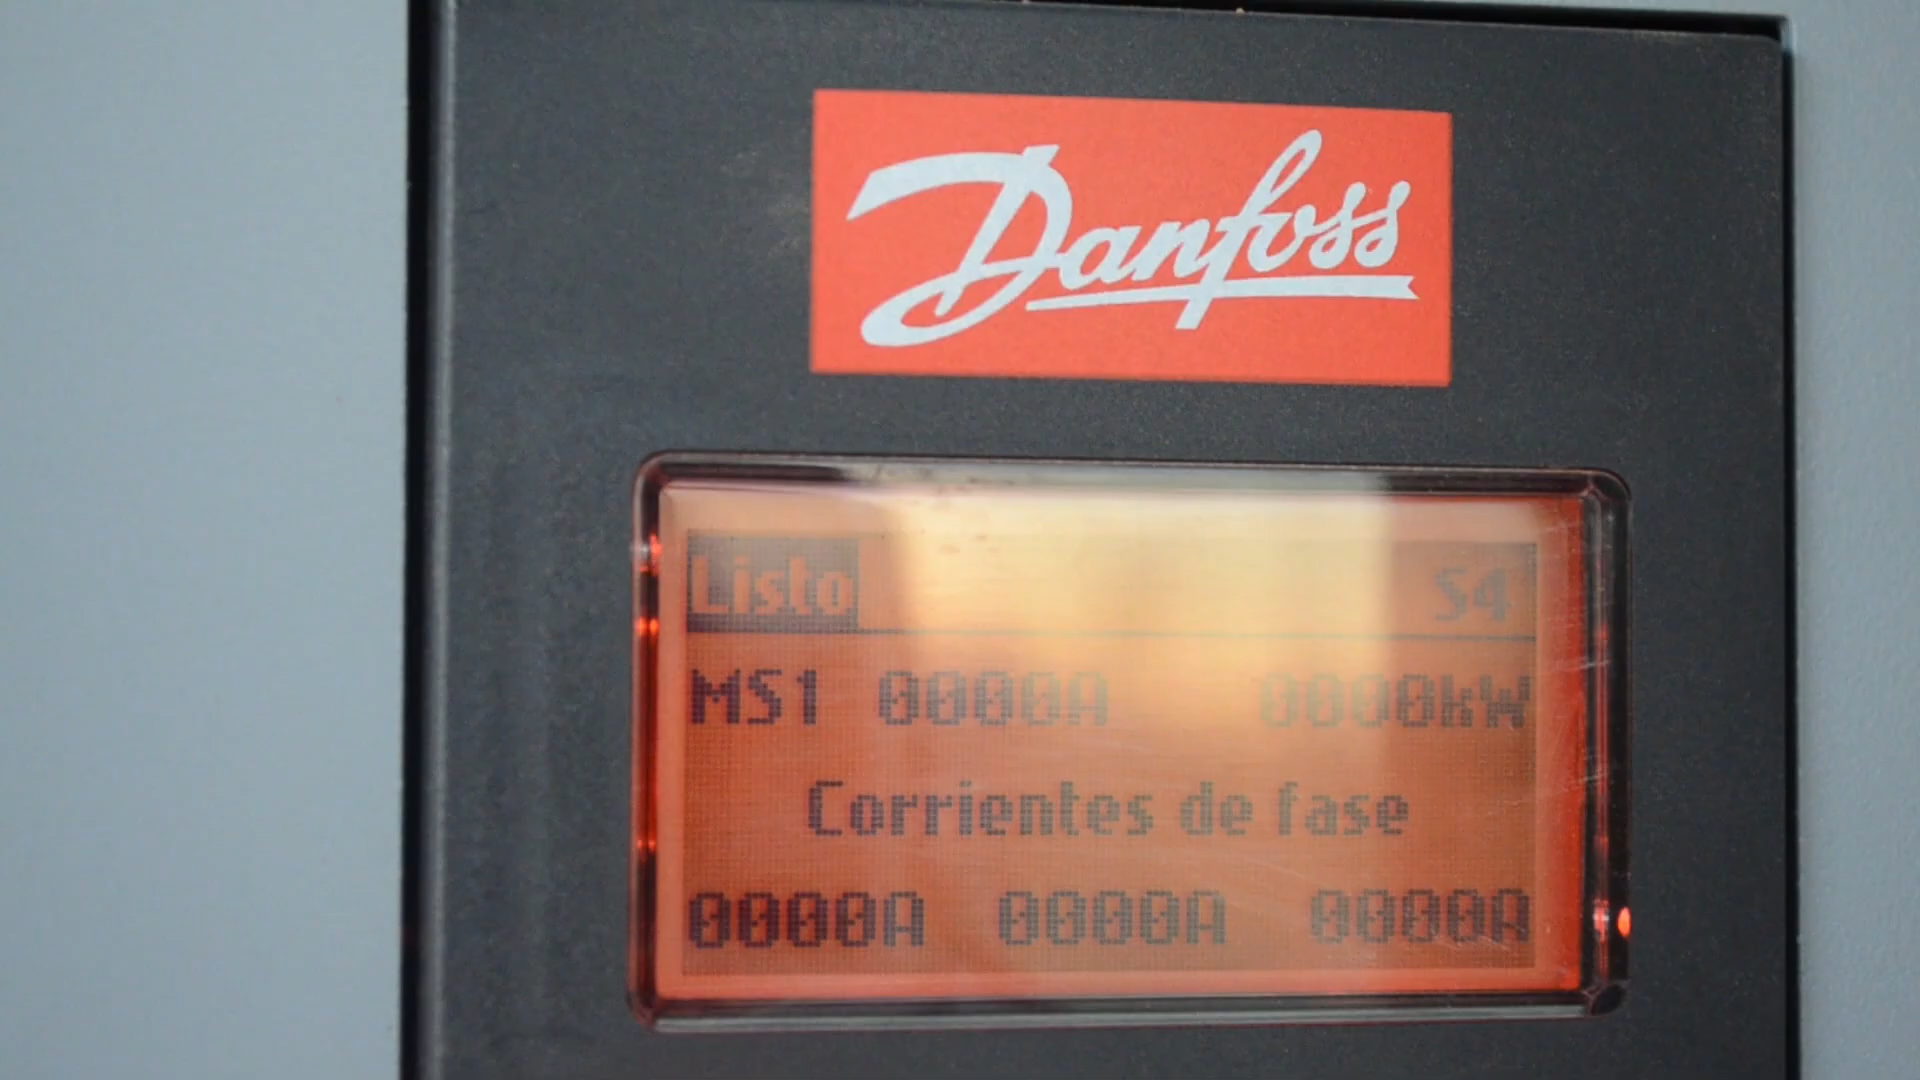 Danfoss
Listo S4
MS1 0000A 0000kW
Corrientes de fase
0000A 0000A 0000A